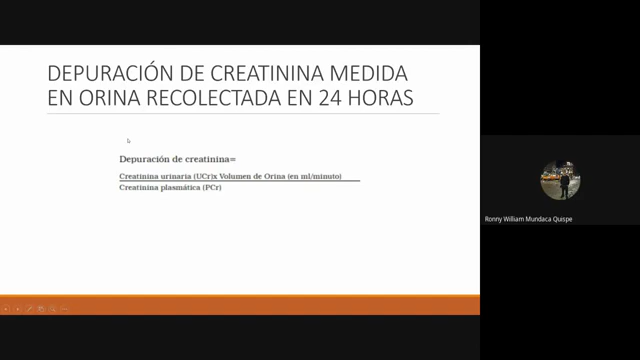 DEPURACIÓN DE CREATININA MEDIDA
EN ORINA RECOLECTADA EN 24 HORAS
Depuración de creatinina=
Creatinina urinaria (UCr)x Volumen de Orina (en ml/minuto)
Creatinina plasmática (PCr)
Ronny William Mundaca Quispe